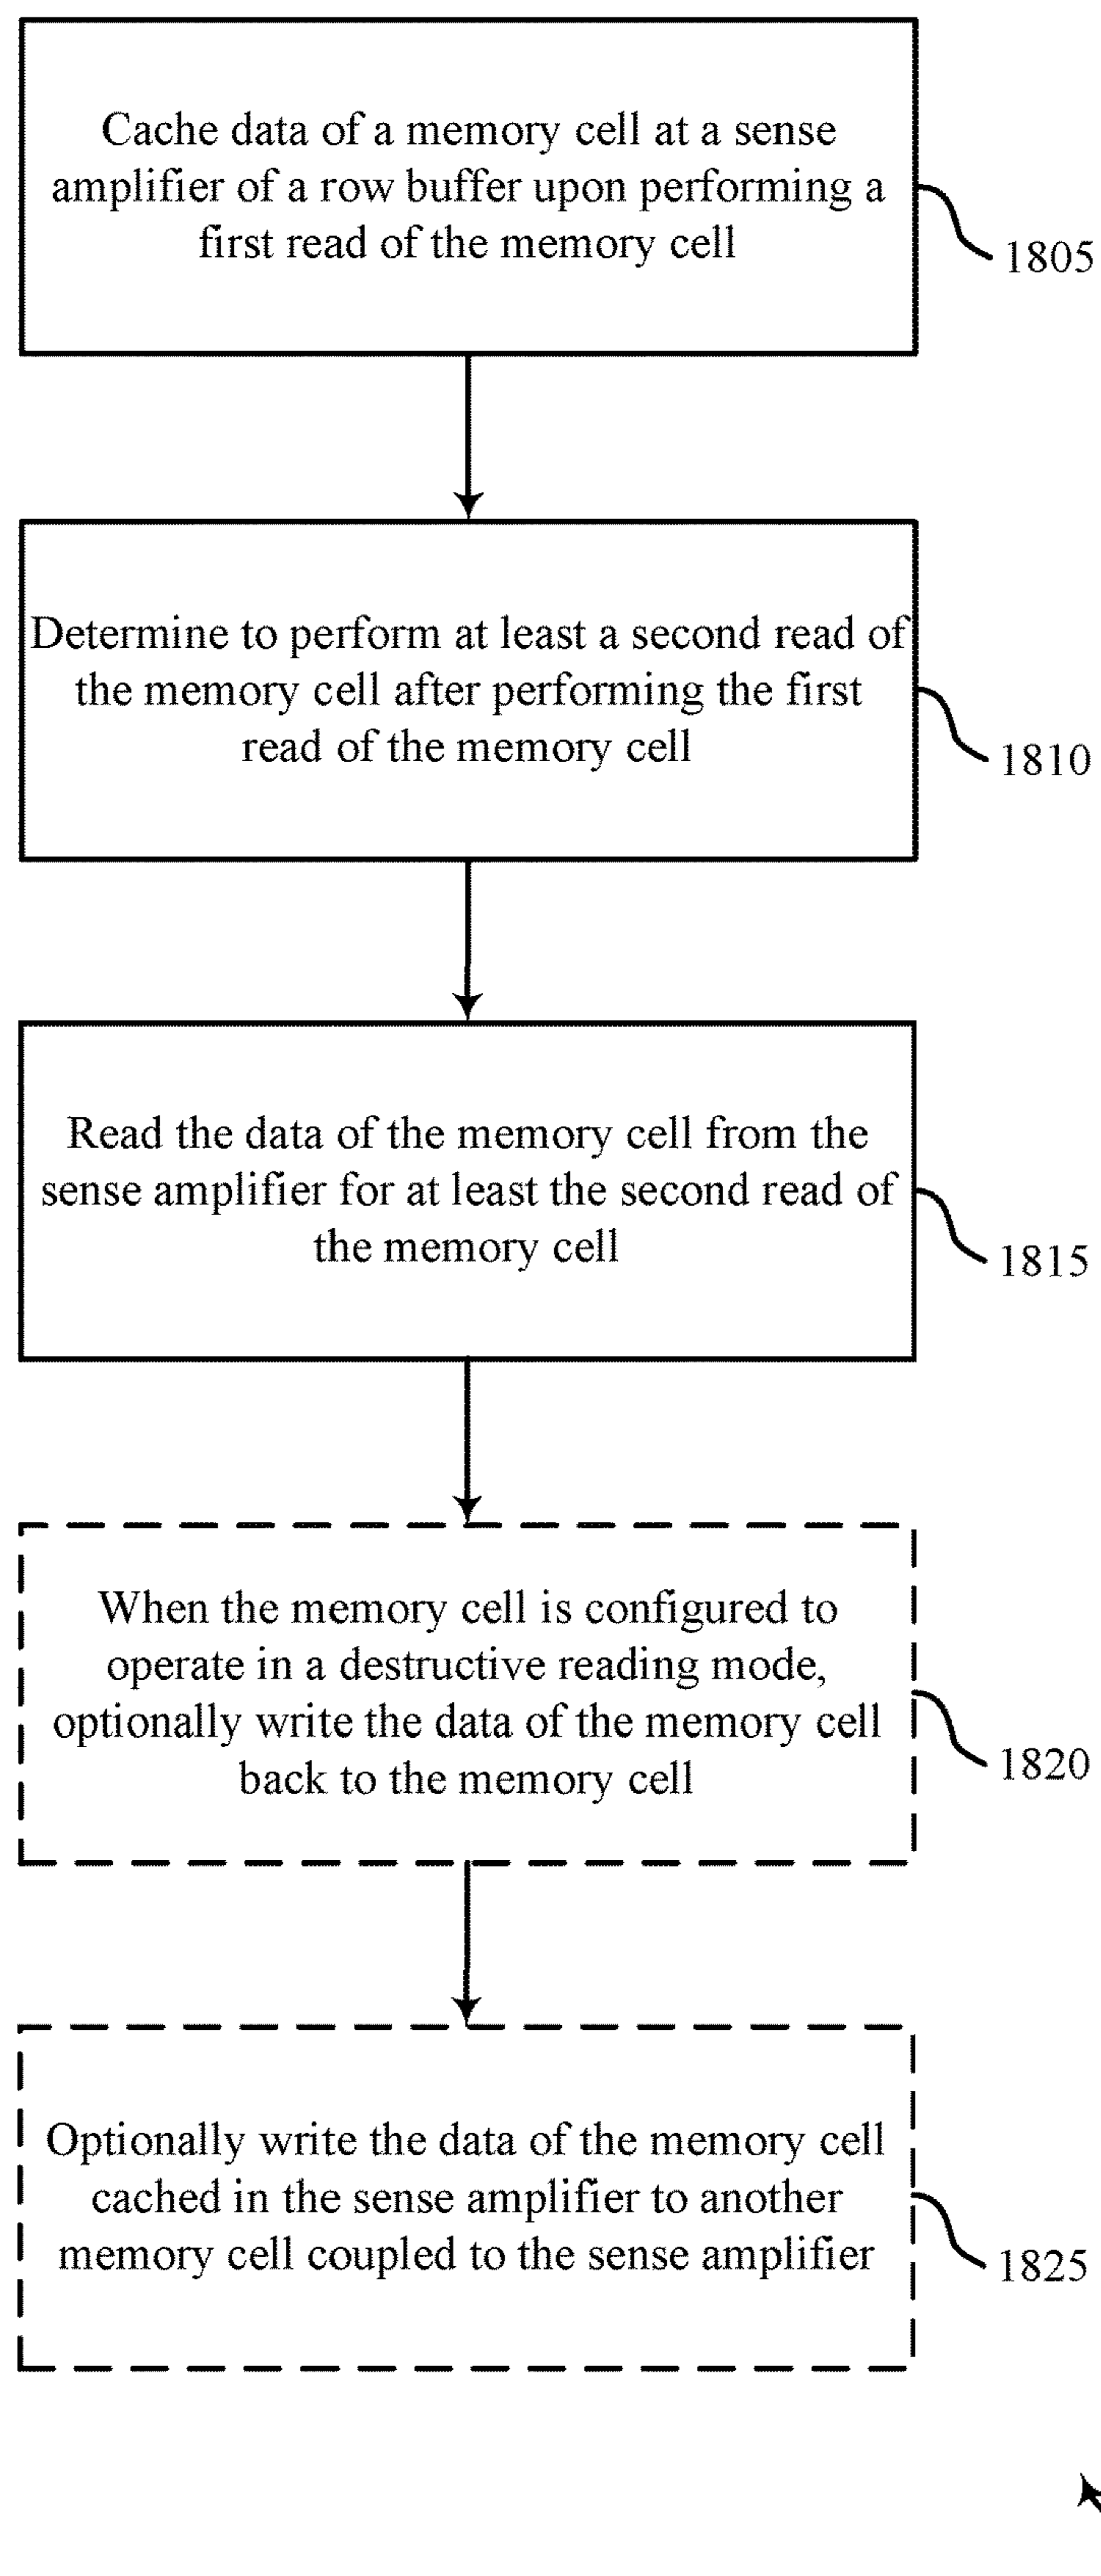 Cache data of a memory cell at a sense
amplifier of a row buffer upon performing a
first read of the memory cell
1805
Determine to perform at least a second read of
the memory cell after performing the first
read of the memory cell
1810
Read the data of the memory cell from the
sense amplifier for at least the second read of
the memory cell
1815
When the memory cell is configured to
operate in a destructive reading mode,
optionally write the data of the memory cell
back to the memory cell
1820
Optionally write the data of the memory cell
cached in the sense amplifier to another
memory cell coupled to the sense amplifier
1825